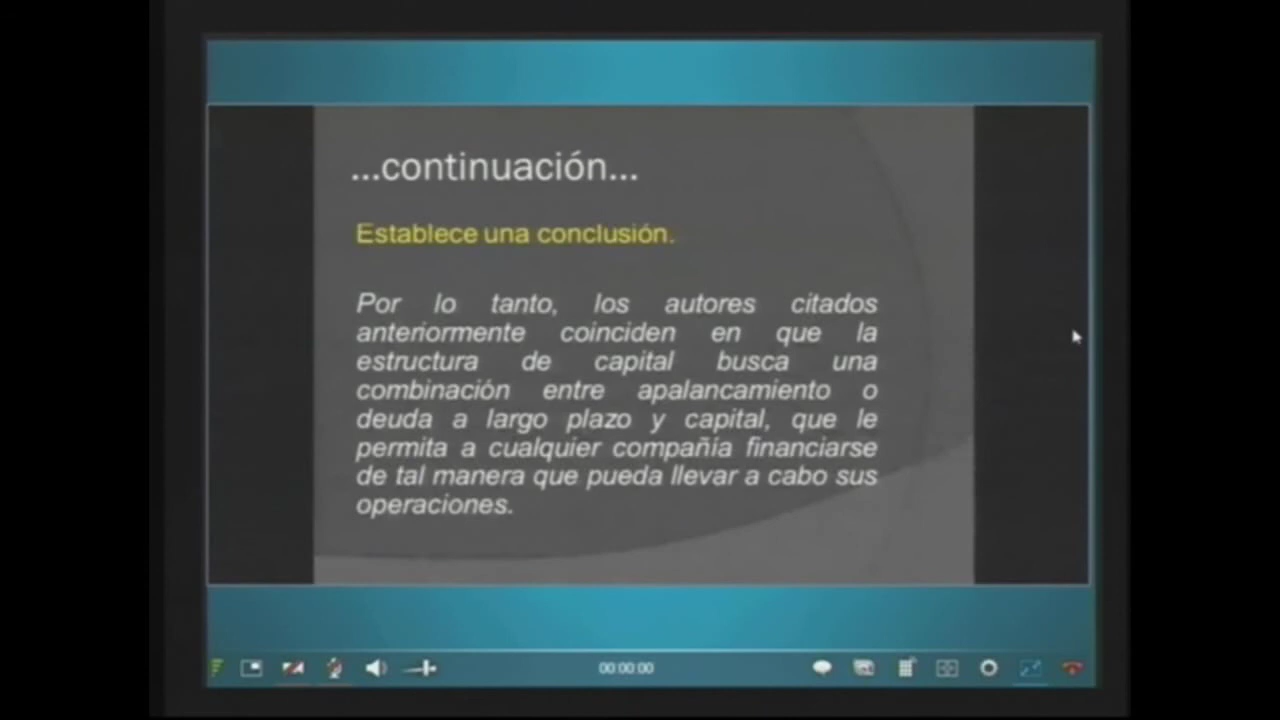 ...continuación...
Establece una conclusión.
Por lo tanto, los autores citados
anteriormente coinciden en que la
estructura de capital busca una
combinación entre apalancamiento o
deuda a largo plazo y capital, que le
permita a cualquier compañía financiarse
de tal manera que pueda llevar a cabo sus
operaciones.
00:00:00